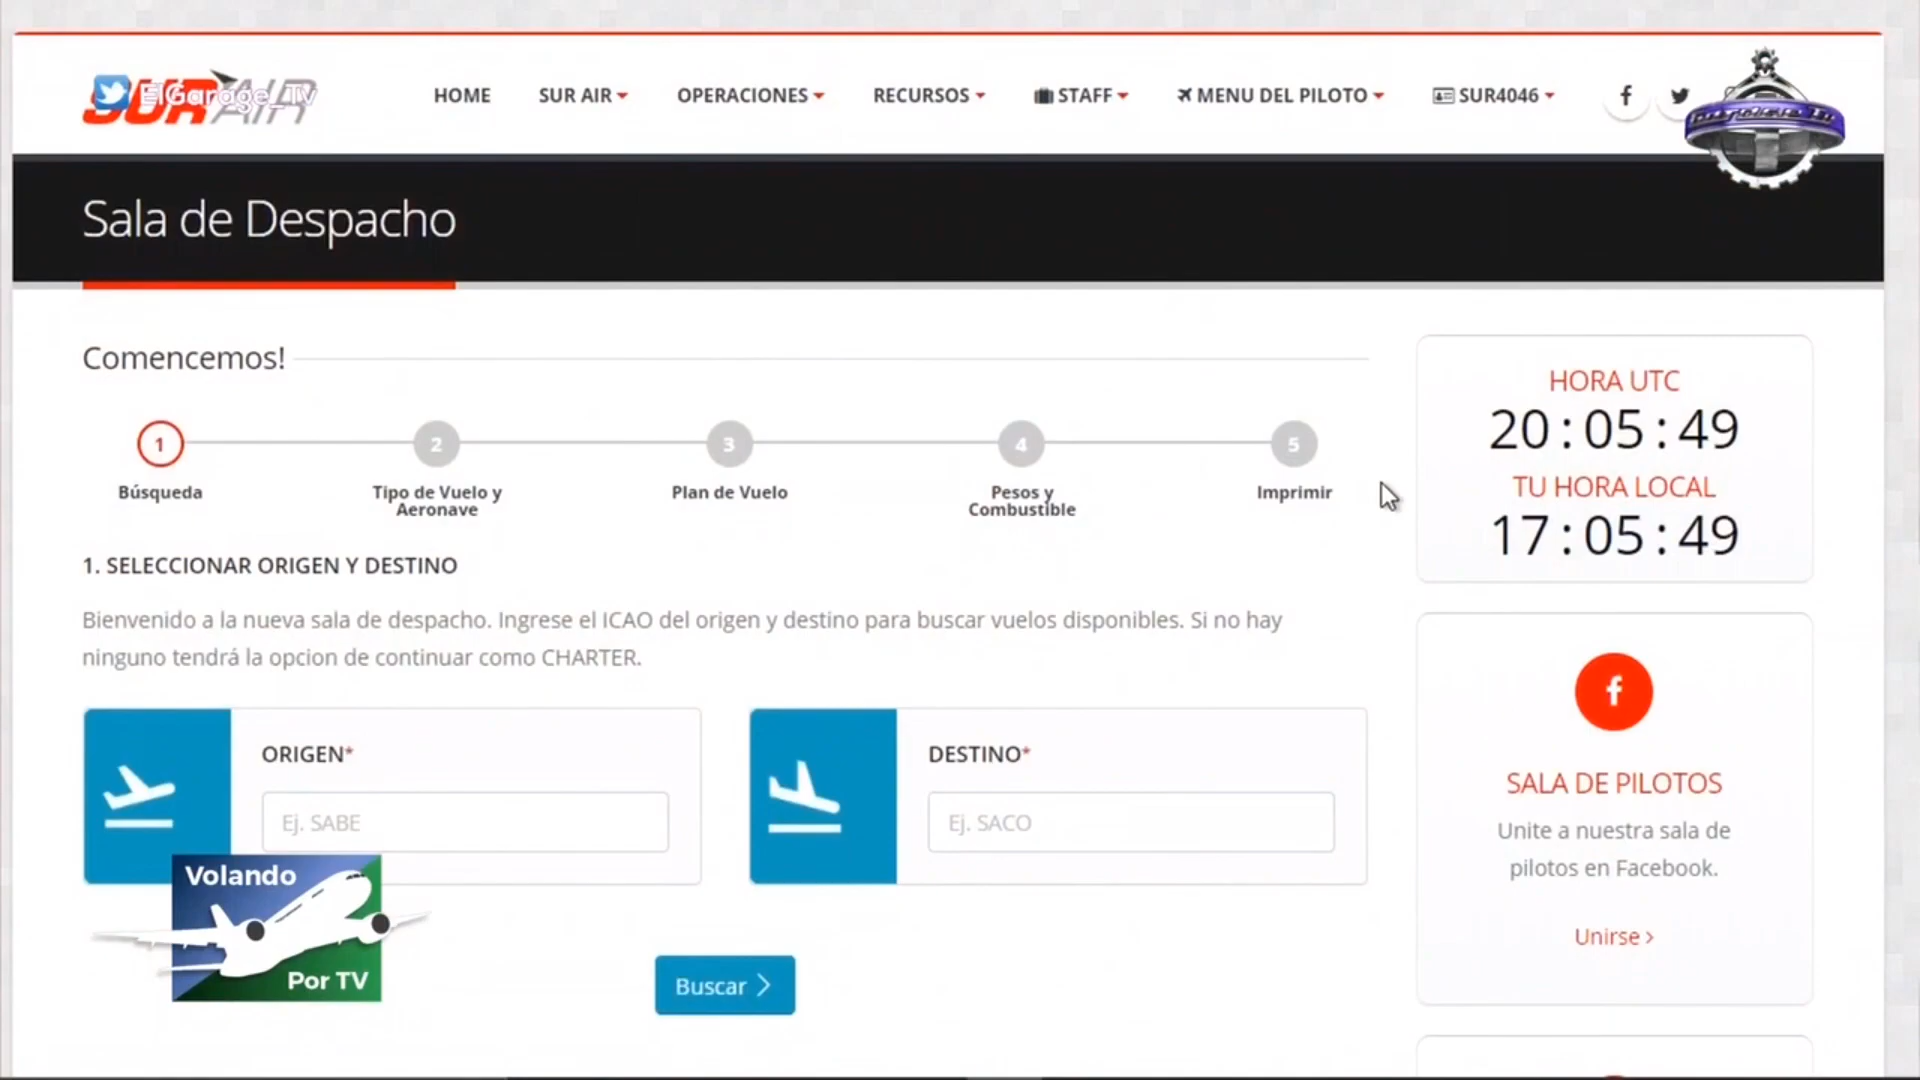 SUR AIR
ElGarage_Tv
HOME
SUR AIR
OPERACIONES
RECURSOS
STAFF
MENU DEL PILOTO
SUR4046
Sala de Despacho
Comencemos!
1
2
3
4
5
Búsqueda
Tipo de Vuelo y
Aeronave
Plan de Vuelo
Pesos y
Combustible
Imprimir
1. SELECCIONAR ORIGEN Y DESTINO
Bienvenido a la nueva sala de despacho. Ingrese el ICAO del origen y destino para buscar vuelos disponibles. Si no hay
ninguno tendrá la opcion de continuar como CHARTER.
ORIGEN*
Ej. SABE
DESTINO*
Ej. SACO
Buscar
Volando
Por TV
HORA UTC
20:05:49
TU HORA LOCAL
17:05:49
SALA DE PILOTOS
Unite a nuestra sala de
pilotos en Facebook.
Unirse